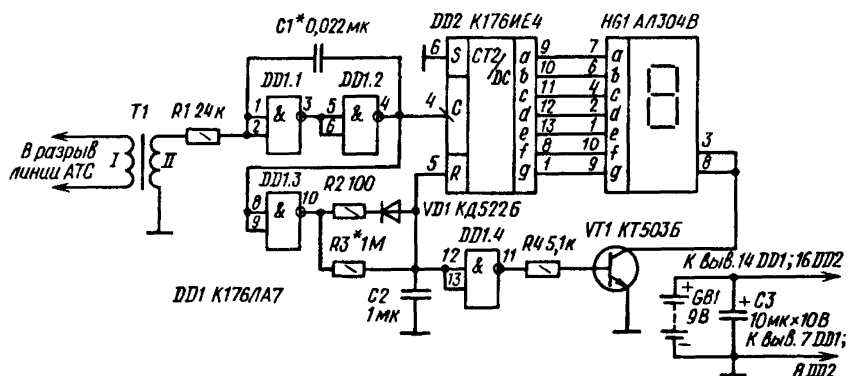 C1* 0,022 мк
DD2 К176ИЕ4
HG1 АЛ304В
DD1.1
DD1.2
T1
R1 24к
I
II
В разрыв
линии АТС
1
2
&
3
5
6
&
4
4
6
S
C
R
5
CT2/
DC
a
b
c
d
e
f
g
9
10
11
12
13
8
1
7
6
4
2
1
10
9
a
b
c
d
e
f
g
3
8
DD1.3
8
9
&
10
R2 100
VD1 КД522Б
R3* 1М
DD1.4
12
13
&
11
R4 5,1к
VT1 КТ503Б
C2
1мк
DD1 К176ЛА7
К выв. 14 DD1; 16 DD2
+
GB1
9В
-
+ C3
10мк×10В
К выв. 7 DD1;
8 DD2